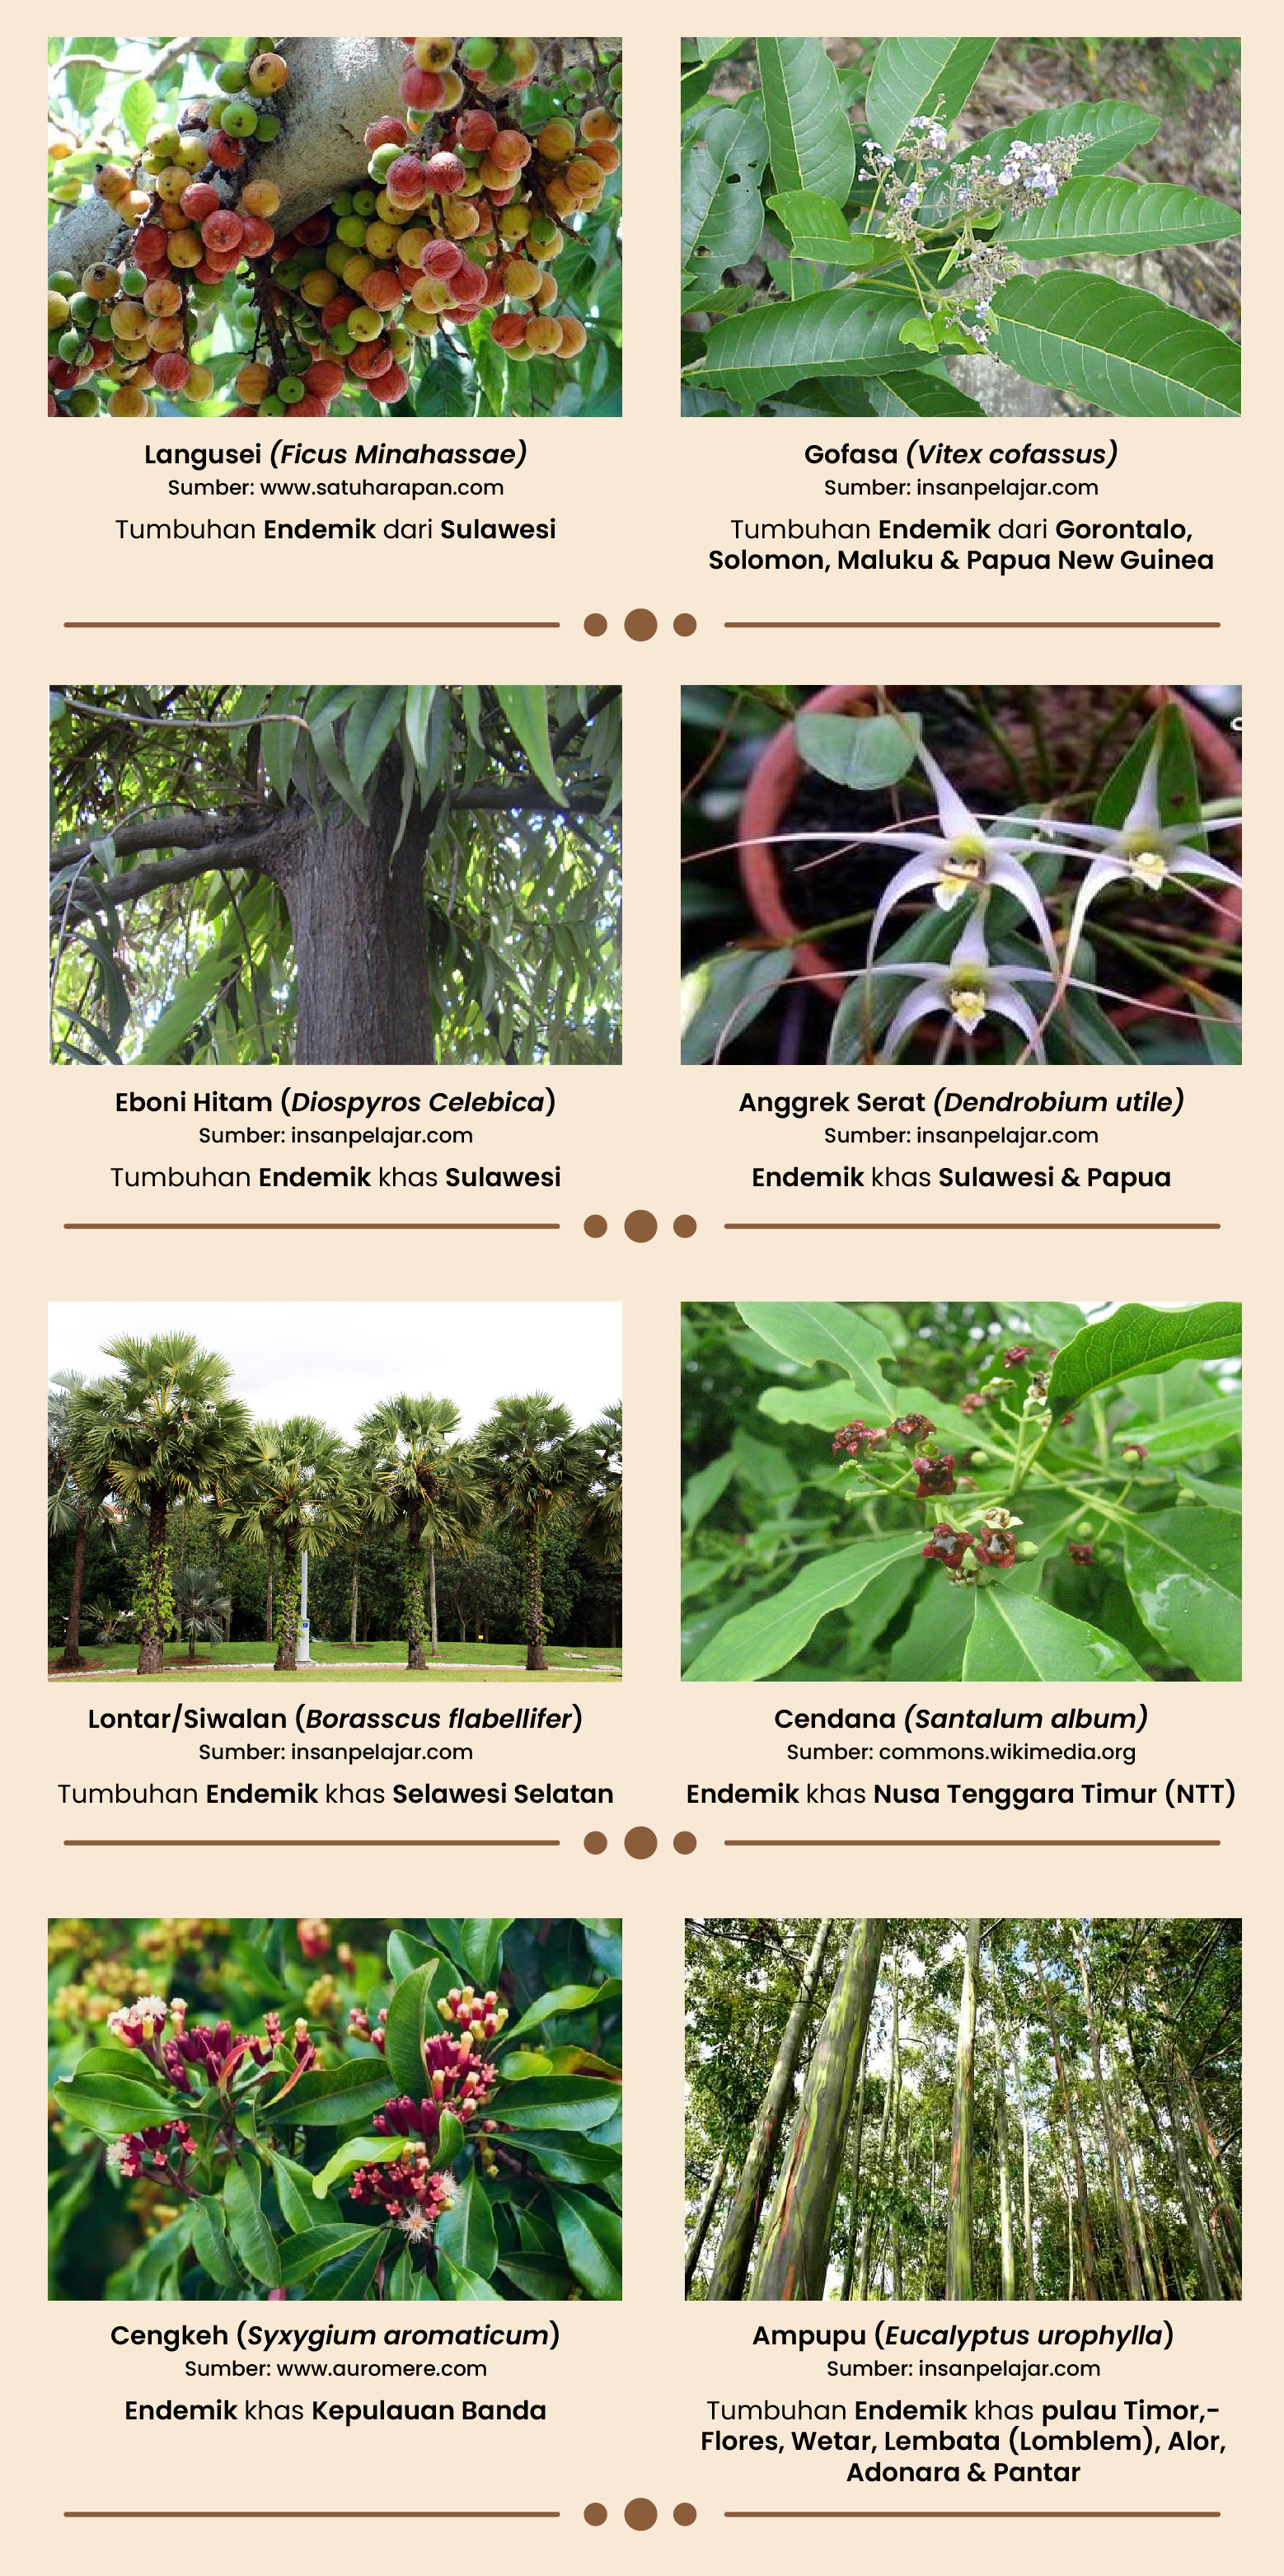 Langusei (Ficus Minahassae)
Sumber: www.satuharapan.com
Tumbuhan Endemik dari Sulawesi
Gofasa (Vitex cofassus)
Sumber: insanpelajar.com
Tumbuhan Endemik dari Gorontalo,
Solomon, Maluku & Papua New Guinea
Eboni Hitam (Diospyros Celebica)
Sumber: insanpelajar.com
Tumbuhan Endemik khas Sulawesi
Anggrek Serat (Dendrobium utile)
Sumber: insanpelajar.com
Endemik khas Sulawesi & Papua
Lontar/Siwalan (Borasscus flabellifer)
Sumber: insanpelajar.com
Tumbuhan Endemik khas Selawesi Selatan
Cendana (Santalum album)
Sumber: commons.wikimedia.org
Endemik khas Nusa Tenggara Timur (NTT)
Cengkeh (Syxygium aromaticum)
Sumber: www.auromere.com
Endemik khas Kepulauan Banda
Ampupu (Eucalyptus urophylla)
Sumber: insanpelajar.com
Tumbuhan Endemik khas pulau Timor,-
Flores, Wetar, Lembata (Lomblem), Alor,
Adonara & Pantar